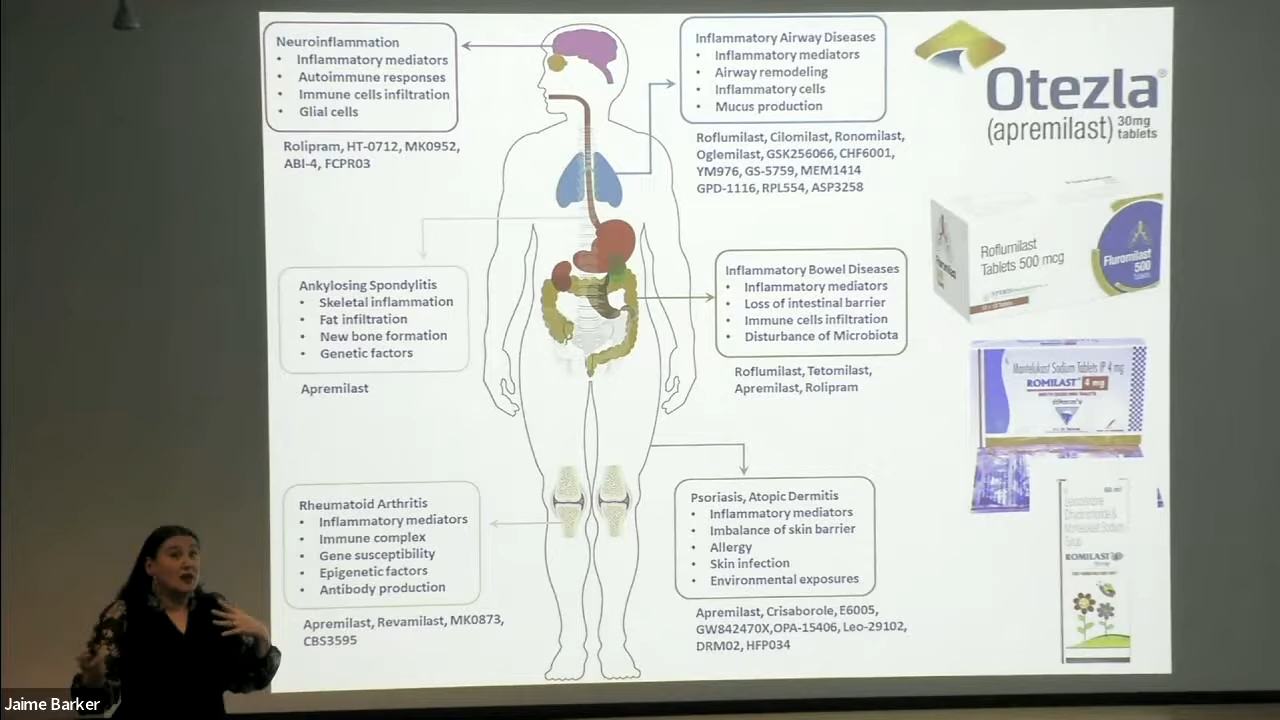 Neuroinflammation
• Inflammatory mediators
• Autoimmune responses
• Immune cells infiltration
• Glial cells
Rolipram, HT-0712, MK0952,
ABI-4, FCPR03
Inflammatory Airway Diseases
• Inflammatory mediators
• Airway remodeling
• Inflammatory cells
• Mucus production
Roflumilast, Cilomilast, Ronomilast,
Oglemilast, GSK256066, CHF6001,
YM976, GS-5759, MEM1414
GPD-1116, RPL554, ASP3258
Ankylosing Spondylitis
• Skeletal inflammation
• Fat infiltration
• New bone formation
• Genetic factors
Apremilast
Inflammatory Bowel Diseases
• Inflammatory mediators
• Loss of intestinal barrier
• Immune cells infiltration
• Disturbance of Microbiota
Roflumilast, Tetomilast,
Apremilast, Rolipram
Rheumatoid Arthritis
• Inflammatory mediators
• Immune complex
• Gene susceptibility
• Epigenetic factors
• Antibody production
Apremilast, Revamilast, MK0873,
CBS3595
Psoriasis, Atopic Dermitis
• Inflammatory mediators
• Imbalance of skin barrier
• Allergy
• Skin infection
• Environmental exposures
Apremilast, Crisaborole, E6005,
GW842470X,OPA-15406, Leo-29102,
DRM02, HFP034
Otezla®
(apremilast) 30mg
tablets
Roflumilast
Tablets 500 mcg
Fluromilast
500
Tablets
Montelukast Sodium Tablets IP 4 mg
ROMILAST 4 mg
60 ml
Montelukast Sodium
Syrup
ROMILAST
Jaime Barker